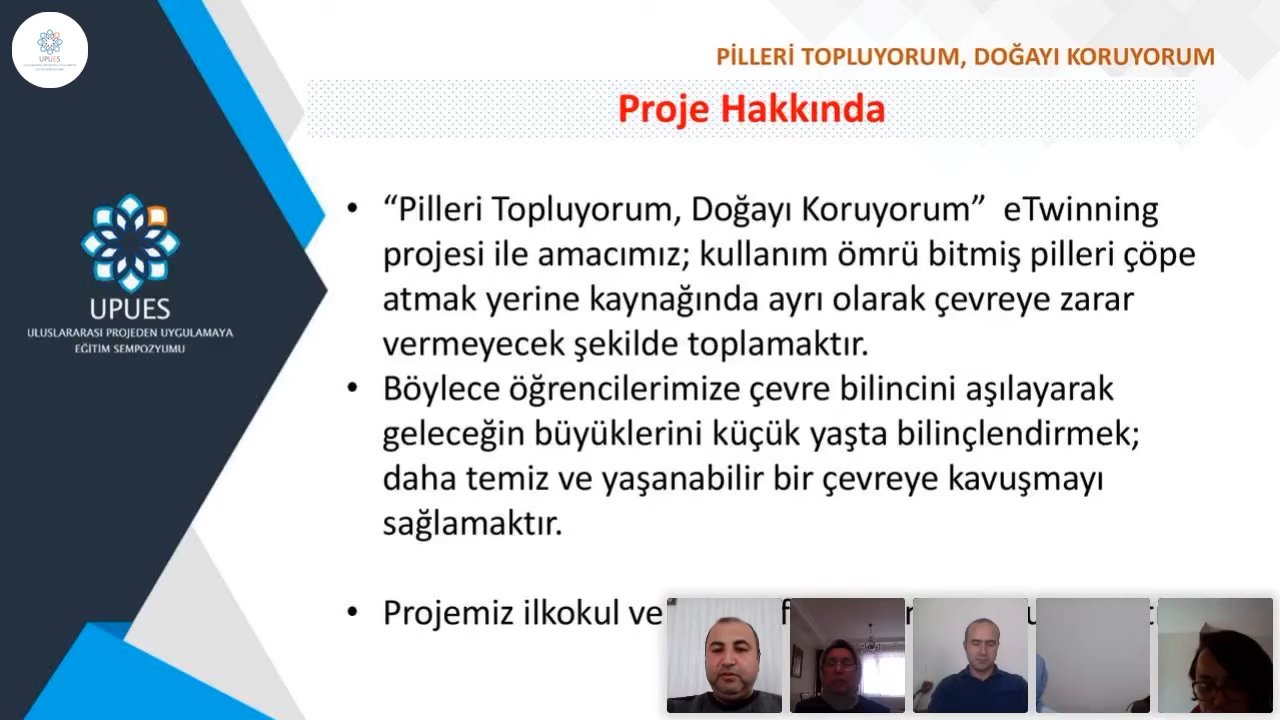 UPUES
PİLLERİ TOPLUYORUM, DOĞAYI KORUYORUM
Proje Hakkında
• “Pilleri Topluyorum, Doğayı Koruyorum” eTwinning
projesi ile amacımız; kullanım ömrü bitmiş pilleri çöpe
atmak yerine kaynağında ayrı olarak çevreye zarar
vermeyecek şekilde toplamaktır.
• Böylece öğrencilerimize çevre bilincini aşılayarak
geleceğin büyüklerini küçük yaşta bilinçlendirmek;
daha temiz ve yaşanabilir bir çevreye kavuşmayı
sağlamaktır.
• Projemiz ilkokul ve
UPUES
ULUSLARARASI PROJEDEN UYGULAMAYA
EĞİTİM SEMPOZYUMU